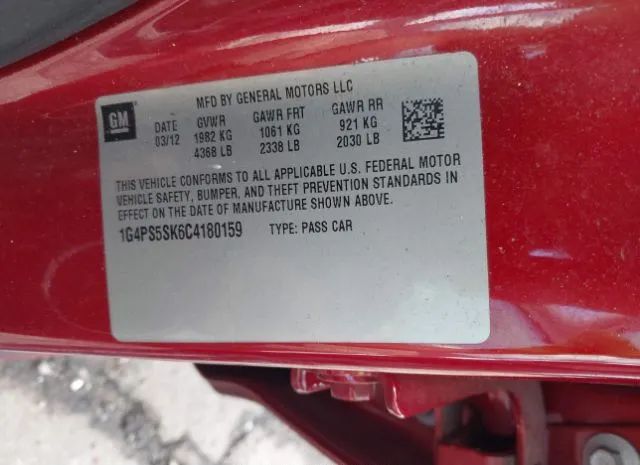 MFD BY GENERAL MOTORS LLC
GM DATE GVWR GAWR FRT GAWR RR
03/12 1982 KG 1061 KG 921 KG
4368 LB 2338 LB 2030 LB
THIS VEHICLE CONFORMS TO ALL APPLICABLE U.S. FEDERAL MOTOR
VEHICLE SAFETY, BUMPER, AND THEFT PREVENTION STANDARDS IN
EFFECT ON THE DATE OF MANUFACTURE SHOWN ABOVE.
1G4PS5SK6C4180159 TYPE: PASS CAR